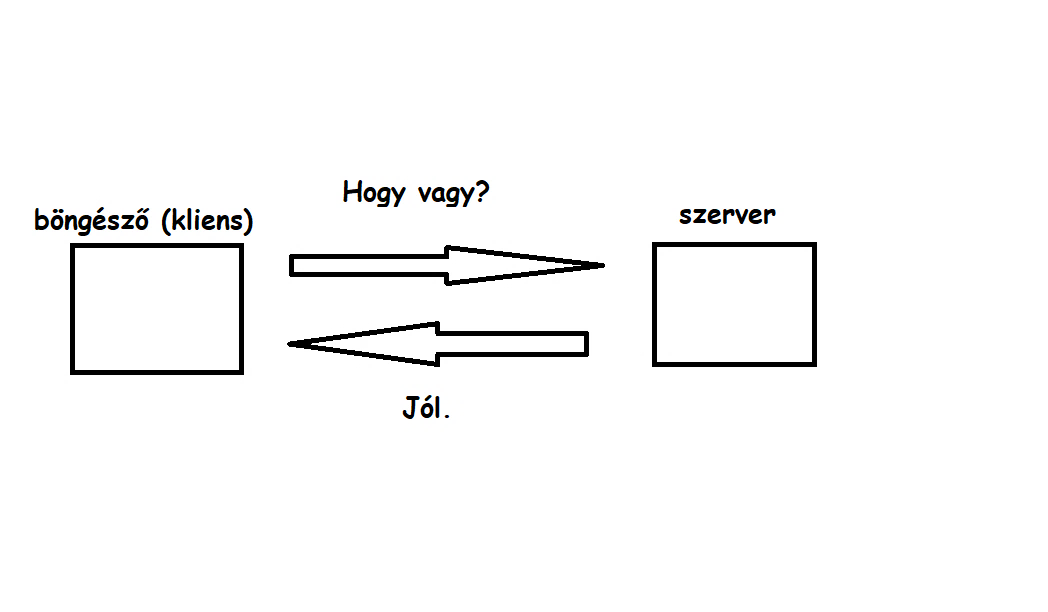 Hogy vagy?
böngésző (kliens)
szerver
Jól.